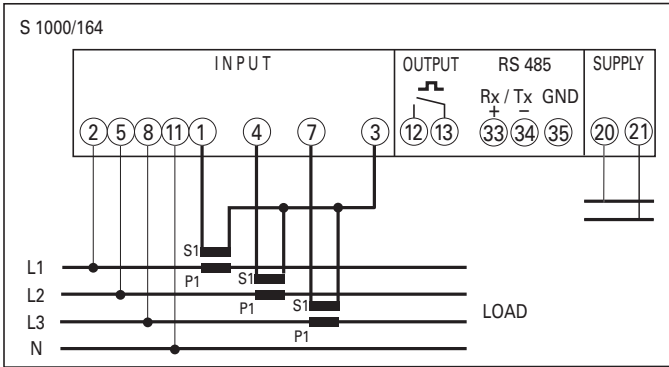 S 1000/164
INPUT OUTPUT RS 485 SUPPLY
Rx / Tx GND
+ −
2 5 8 11 1 4 7 3 12 13 33 34 35 20 21
S1
L1
P1 S1
L2
P1 S1
L3
P1
LOAD
N